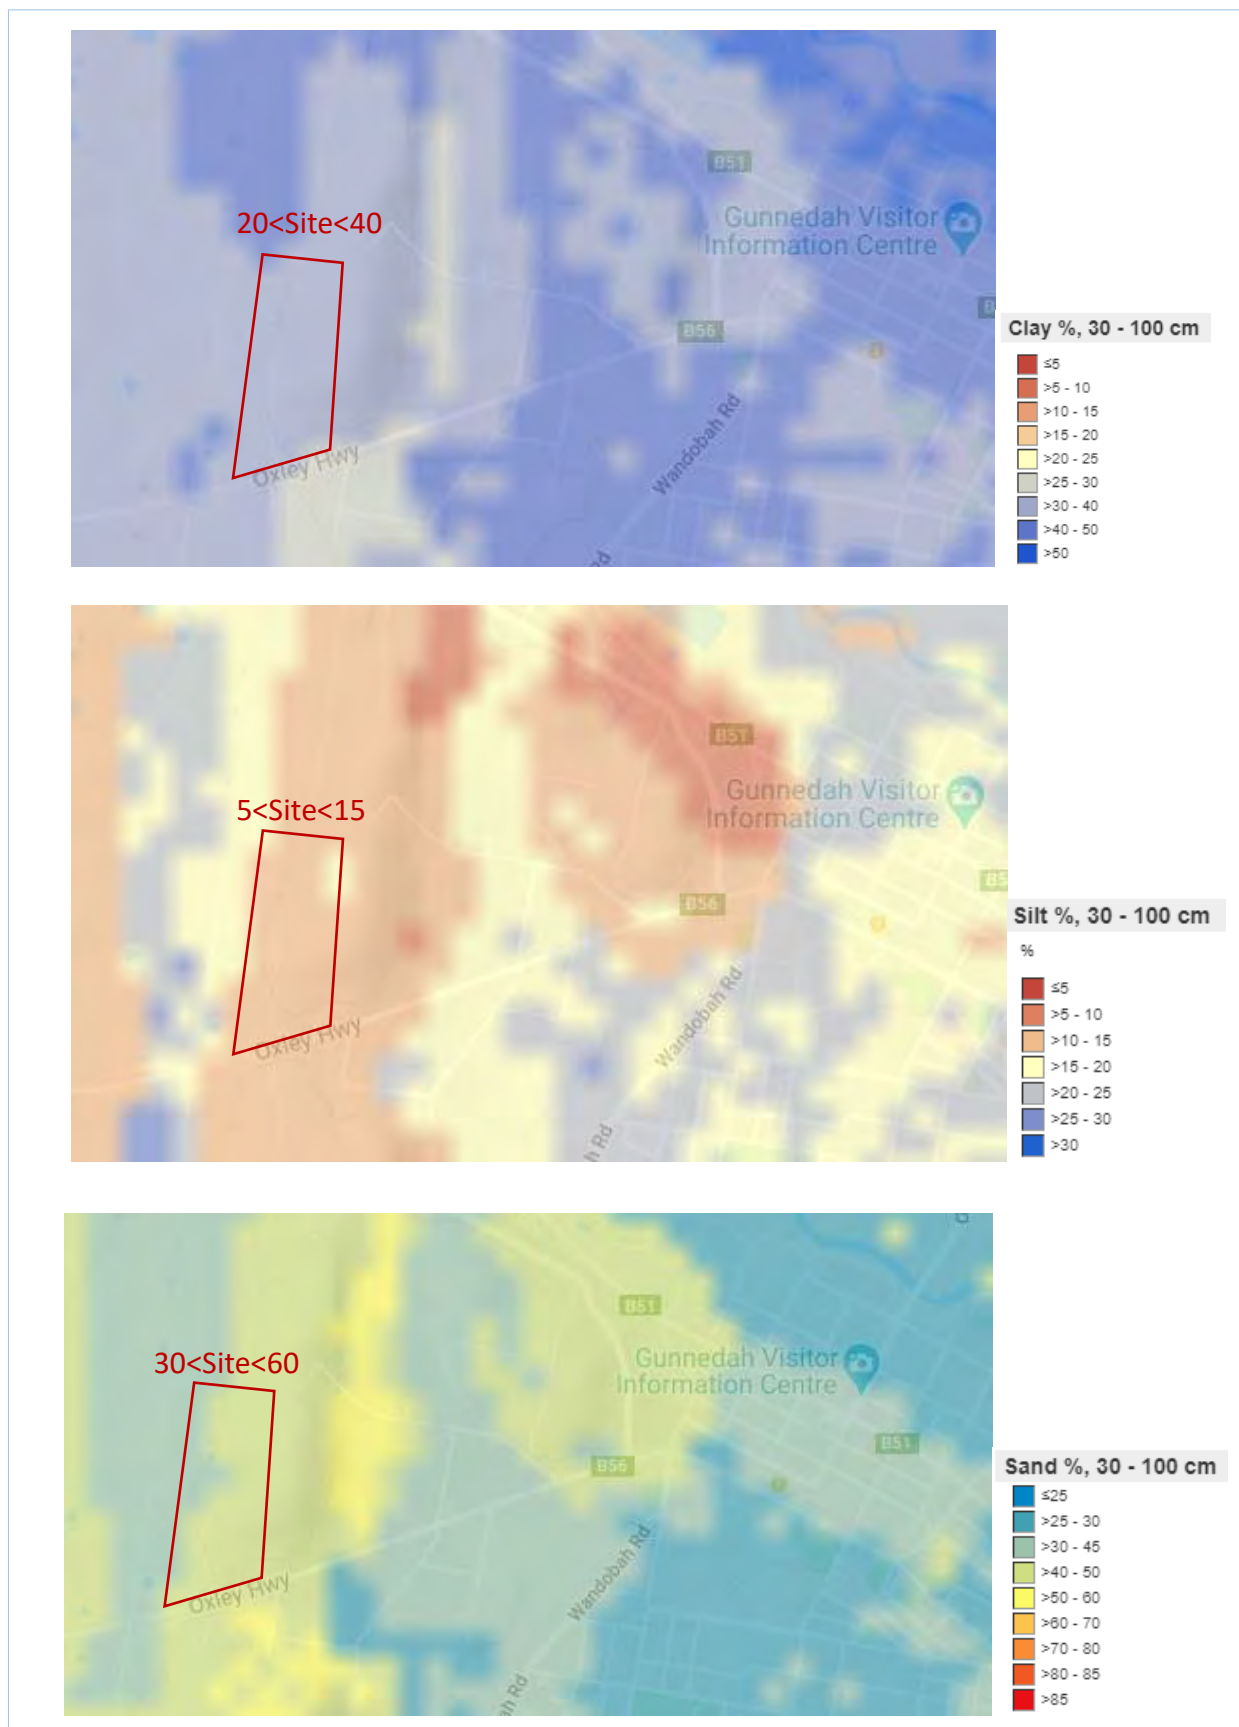 B51
20<Site<40
Gunnedah Visitor
Information Centre
B56
Oxley Hwy
Wandobah Rd
Rd
Clay %, 30 - 100 cm
≤5
>5 - 10
>10 - 15
>15 - 20
>20 - 25
>25 - 30
>30 - 40
>40 - 50
>50
B51
Gunnedah Visitor
Information Centre
5<Site<15
B56
Oxley Hwy
Wandobah Rd
ah Rd
Silt %, 30 - 100 cm
%
≤5
>5 - 10
>10 - 15
>15 - 20
>20 - 25
>25 - 30
>30
B51
Gunnedah Visitor
Information Centre
30<Site<60
B51
B56
Oxley Hwy
Wandobah Rd
ah Rd
Sand %, 30 - 100 cm
≤25
>25 - 30
>30 - 45
>40 - 50
>50 - 60
>60 - 70
>70 - 80
>80 - 85
>85